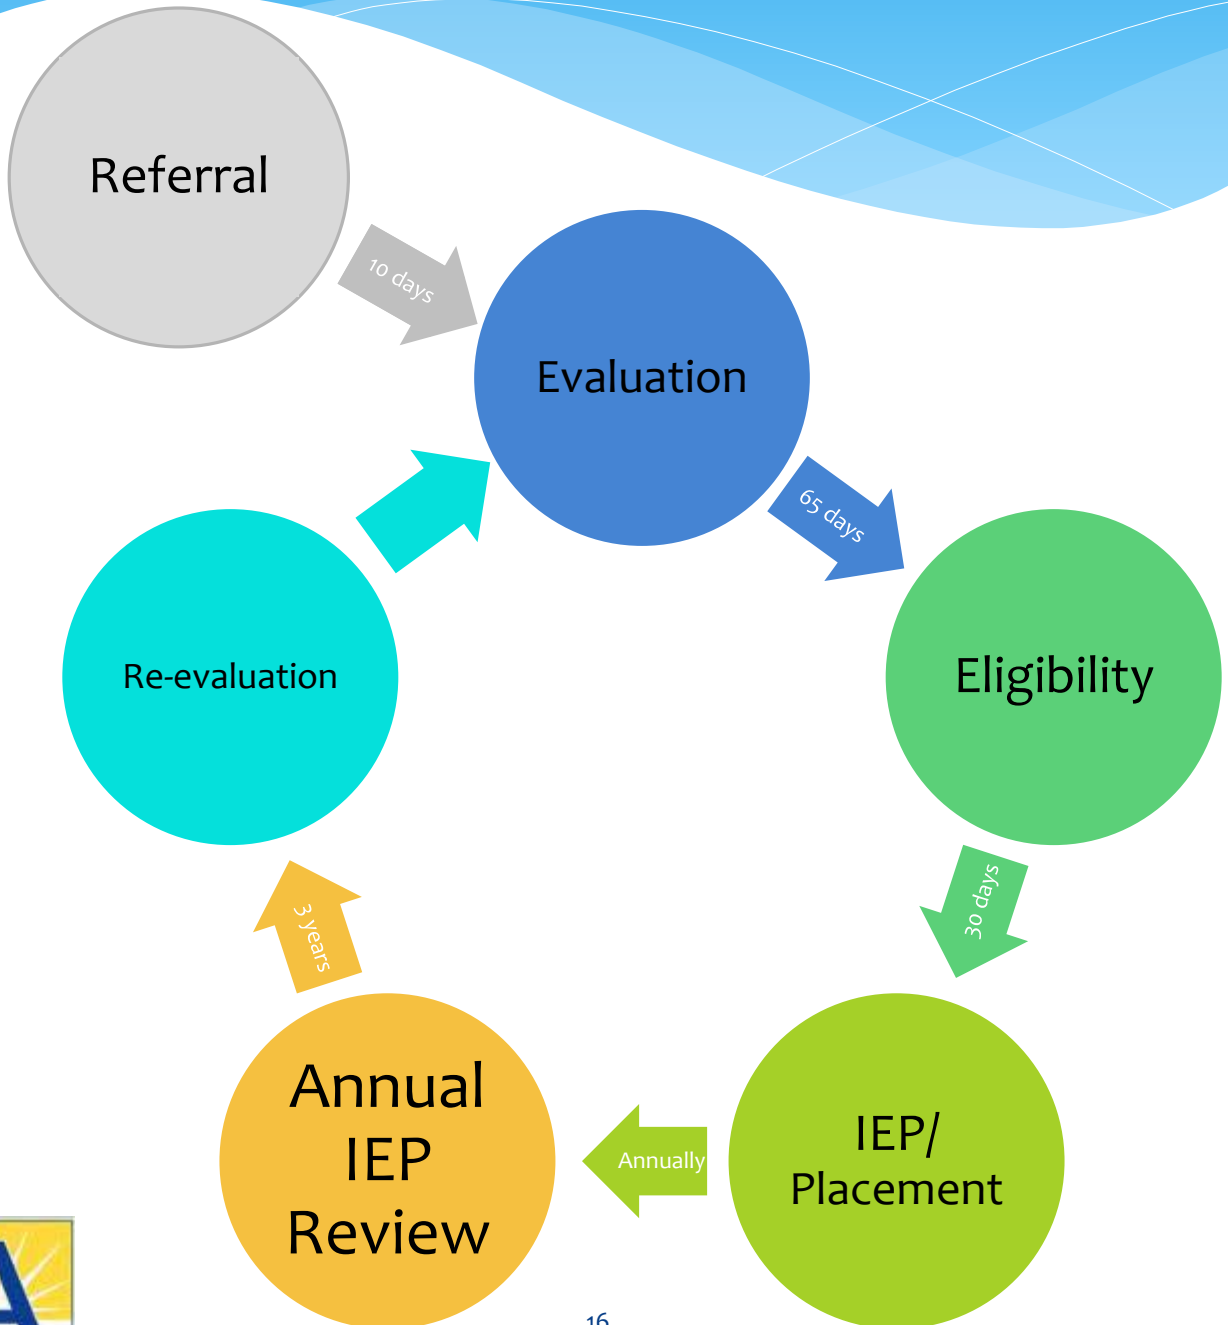 Referral
10 days
Evaluation
65 days
Eligibility
30 days
IEP/
Placement
Annually
Annual
IEP
Review
3 years
Re-evaluation
16